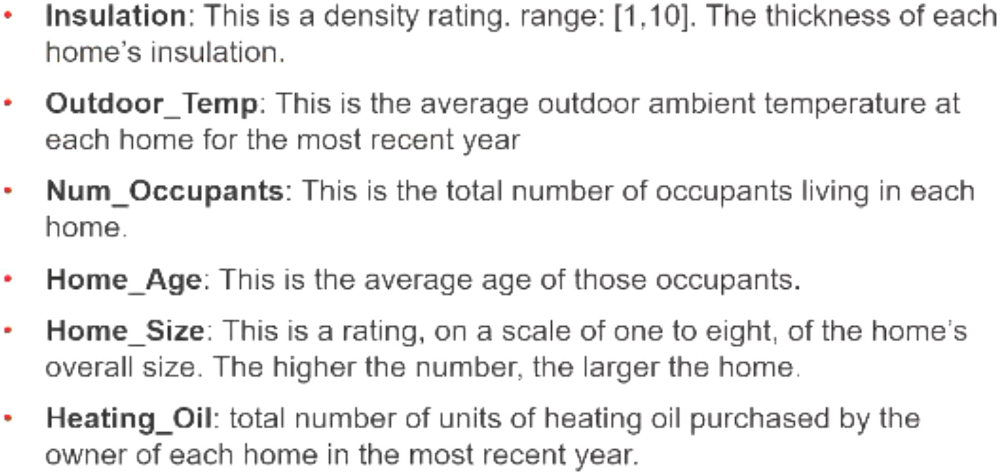 • Insulation: This is a density rating. range: [1,10]. The thickness of each
home's insulation.
• Outdoor_Temp: This is the average outdoor ambient temperature at
each home for the most recent year
• Num_Occupants: This is the total number of occupants living in each
home.
• Home_Age: This is the average age of those occupants.
• Home_Size: This is a rating, on a scale of one to eight, of the home's
overall size. The higher the number, the larger the home.
• Heating_Oil: total number of units of heating oil purchased by the
owner of each home in the most recent year.